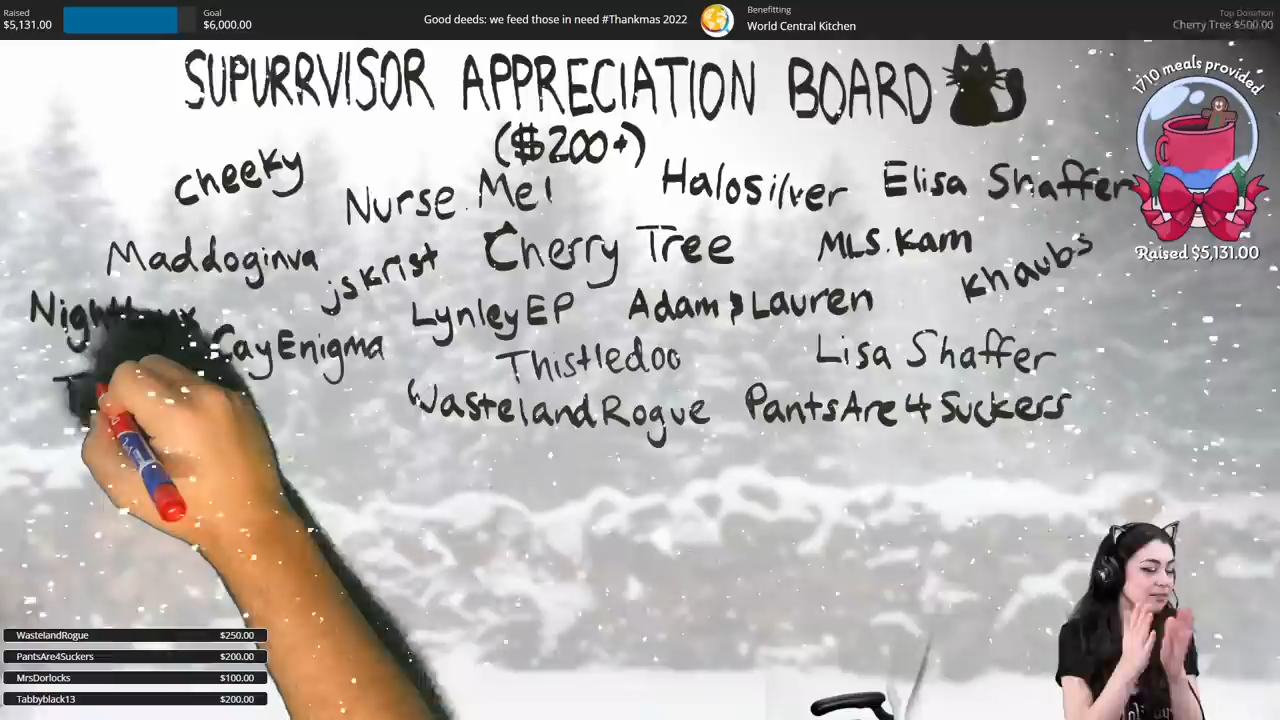 Raised
$5,131.00
Goal
$6,000.00
Good deeds: we feed those in need #Thankmas 2022
Benefitting
World Central Kitchen
Top Donation
Cherry Tree $500.00
SUPURRVISOR APPRECIATION BOARD
($200+)
1710 meals provided
Raised $5,131.00
Cheeky
Nurse Mel
Halosilver
Elisa Shaffer
Maddoginva
jskrist
Cherry Tree
MLS.Kam
Khaubs
LynleyEP
Adam & Lauren
CayEnigma
Thistledoo
Lisa Shaffer
WastelandRogue
PantsAre4Suckers
WastelandRogue $250.00
PantsAre4Suckers $200.00
MrsDorlocks $100.00
Tabbyblack13 $200.00